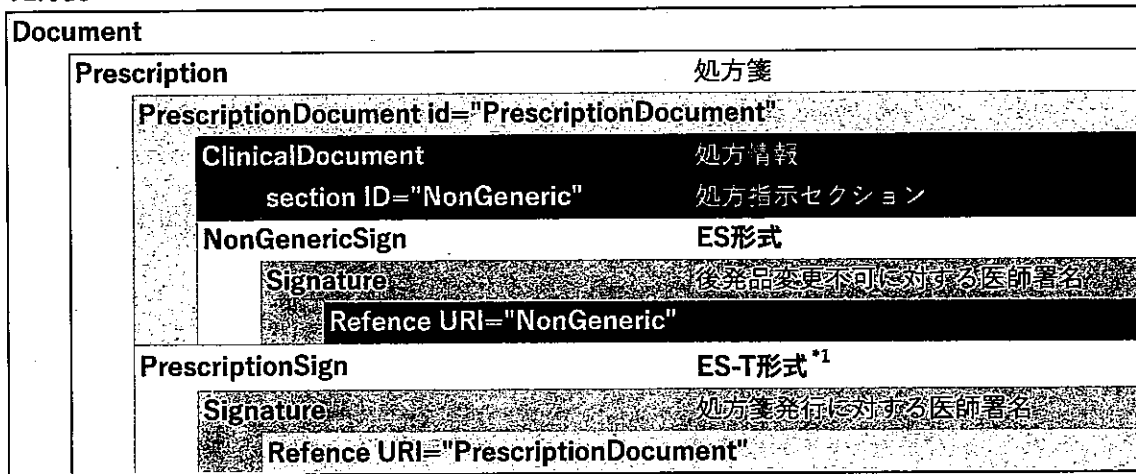 Document
Prescription 処方箋
PrescriptionDocument id="PrescriptionDocument"
ClinicalDocument 処方情報
section ID="NonGeneric" 処方指示セクション
NonGenericSign ES形式
Signature 後発品変更不可に対する医師署名
Refence URI="NonGeneric"
PrescriptionSign ES-T形式*1
Signature 処方箋発行に対する医師署名
Refence URI="PrescriptionDocument"